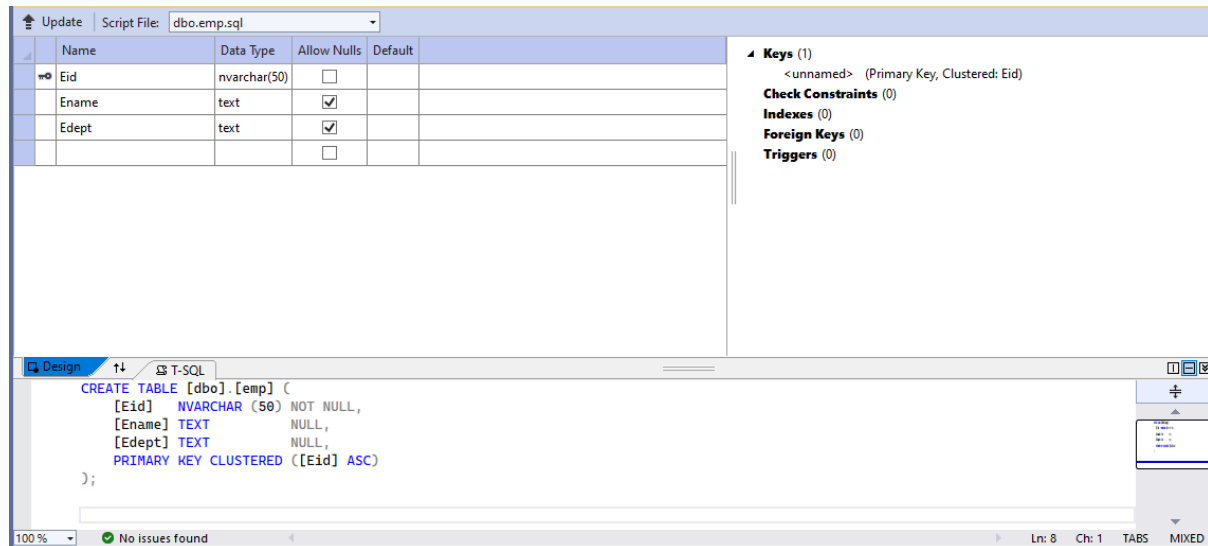 Update Script File: dbo.emp.sql
Name Data Type Allow Nulls Default
Eid nvarchar(50)
Ename text
Edept text
Keys (1)
<unnamed> (Primary Key, Clustered: Eid)
Check Constraints (0)
Indexes (0)
Foreign Keys (0)
Triggers (0)
Design T-SQL
CREATE TABLE [dbo].[emp] (
[Eid] NVARCHAR (50) NOT NULL,
[Ename] TEXT NULL,
[Edept] TEXT NULL,
PRIMARY KEY CLUSTERED ([Eid] ASC)
);
100 % No issues found Ln: 8 Ch: 1 TABS MIXED